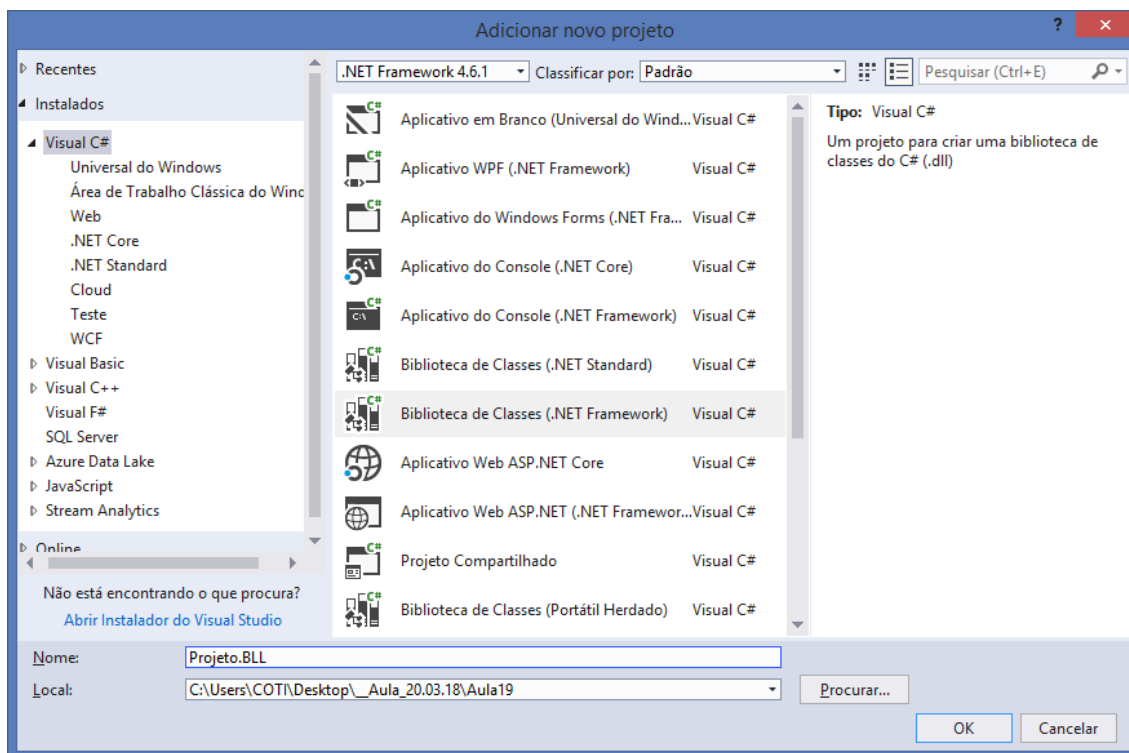 Adicionar novo projeto
?
Recentes
Instalados
Visual C#
Universal do Windows
Área de Trabalho Clássica do Winc
Web
.NET Core
.NET Standard
Cloud
Teste
WCF
Visual Basic
Visual C++
Visual F#
SQL Server
Azure Data Lake
JavaScript
Stream Analytics
Online
Não está encontrando o que procura?
Abrir Instalador do Visual Studio
.NET Framework 4.6.1
Classificar por: Padrão
Pesquisar (Ctrl+E)
C# Aplicativo em Branco (Universal do Wind... Visual C#
C# Aplicativo WPF (.NET Framework) Visual C#
C# Aplicativo do Windows Forms (.NET Fra... Visual C#
C:\ Aplicativo do Console (.NET Core) Visual C#
C# C:\ Aplicativo do Console (.NET Framework) Visual C#
C# Biblioteca de Classes (.NET Standard) Visual C#
C# Biblioteca de Classes (.NET Framework) Visual C#
Aplicativo Web ASP.NET Core Visual C#
Aplicativo Web ASP.NET (.NET Framewor... Visual C#
C# Projeto Compartilhado Visual C#
C# Biblioteca de Classes (Portátil Herdado) Visual C#
Tipo: Visual C#
Um projeto para criar uma biblioteca de
classes do C# (.dll)
Nome: Projeto.BLL
Local: C:\Users\COTI\Desktop\__Aula_20.03.18\Aula19
Procurar...
OK Cancelar